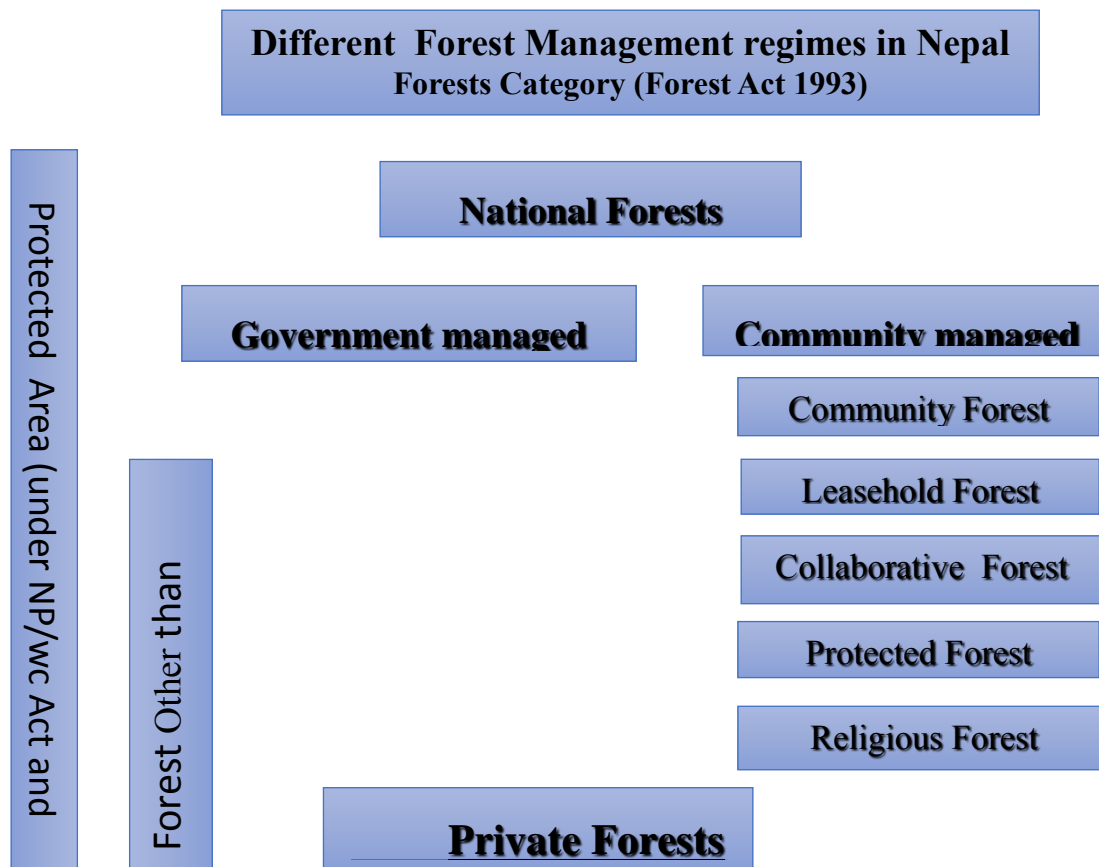 Different Forest Management regimes in Nepal
Forests Category (Forest Act 1993)
National Forests
Government managed
Community managed
Community Forest
Leasehold Forest
Collaborative Forest
Protected Forest
Religious Forest
Private Forests
Protected Area (under NP/wc Act and
Forest Other than